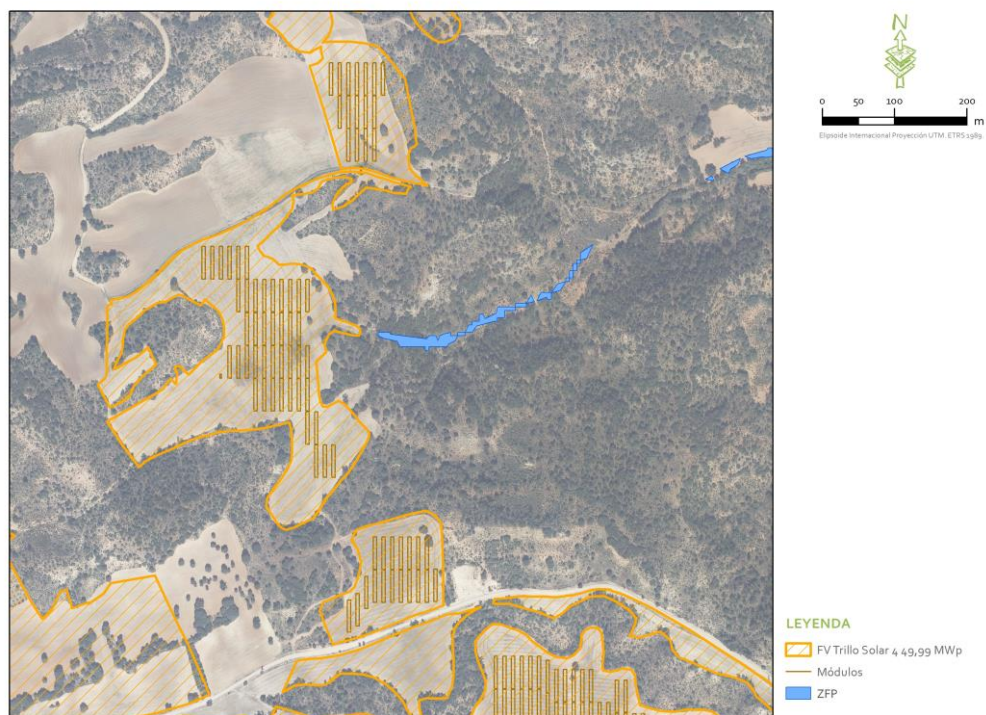 N
0 50 100 200
m
Elipsoide Internacional Proyección UTM. ETRS 1989.
LEYENDA
FV Trillo Solar 4 49,99 MWp
Módulos
ZFP